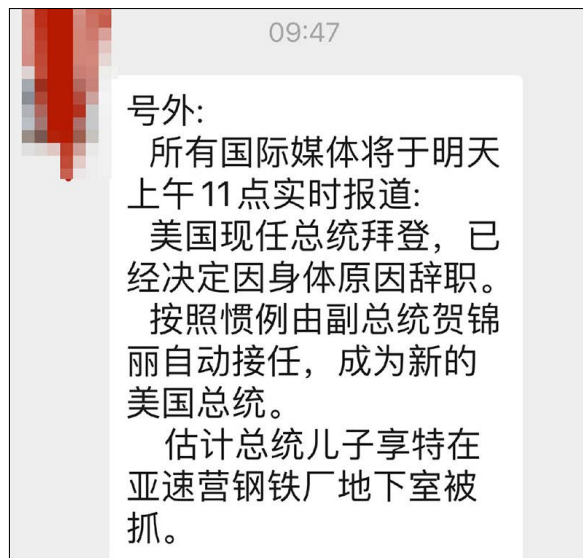 09:47
号外:
所有国际媒体将于明天
上午11点实时报道:
美国现任总统拜登，已
经决定因身体原因辞职。
按照惯例由副总统贺锦
丽自动接任，成为新的
美国总统。
估计总统儿子享特在
亚速营钢铁厂地下室被
抓。